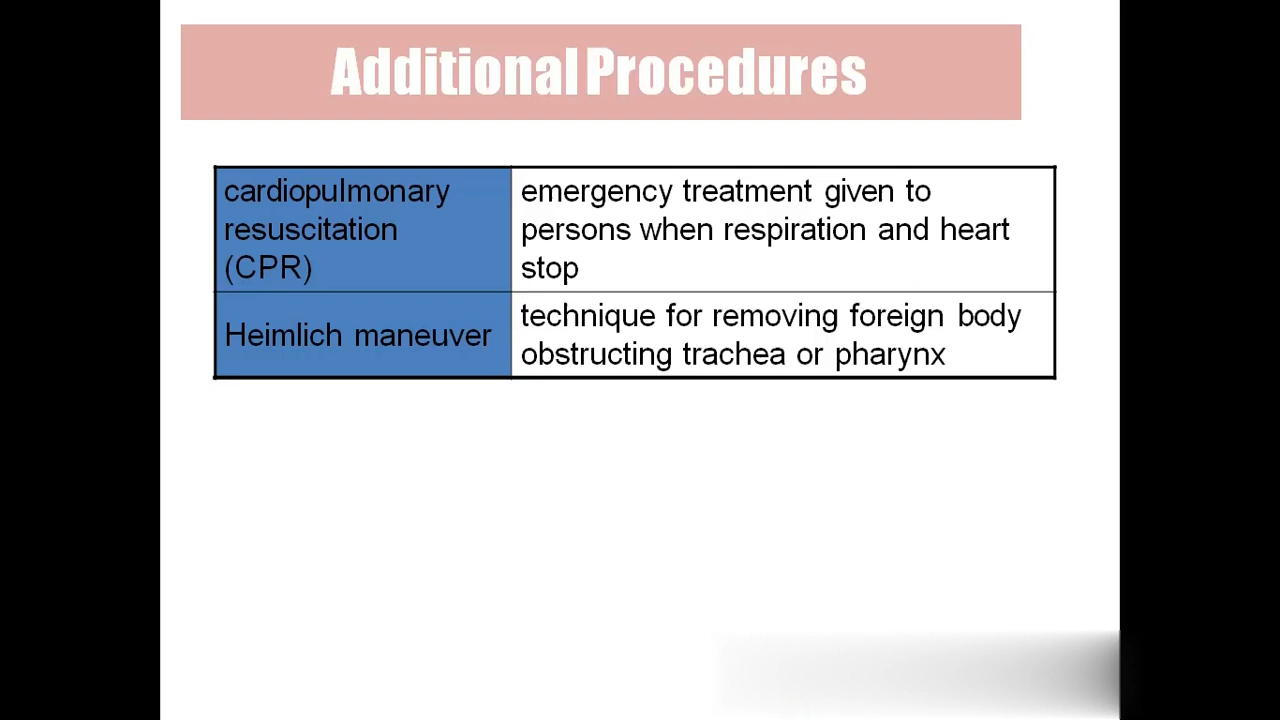 Additional Procedures
cardiopulmonary
resuscitation
(CPR)
emergency treatment given to
persons when respiration and heart
stop
Heimlich maneuver
technique for removing foreign body
obstructing trachea or pharynx